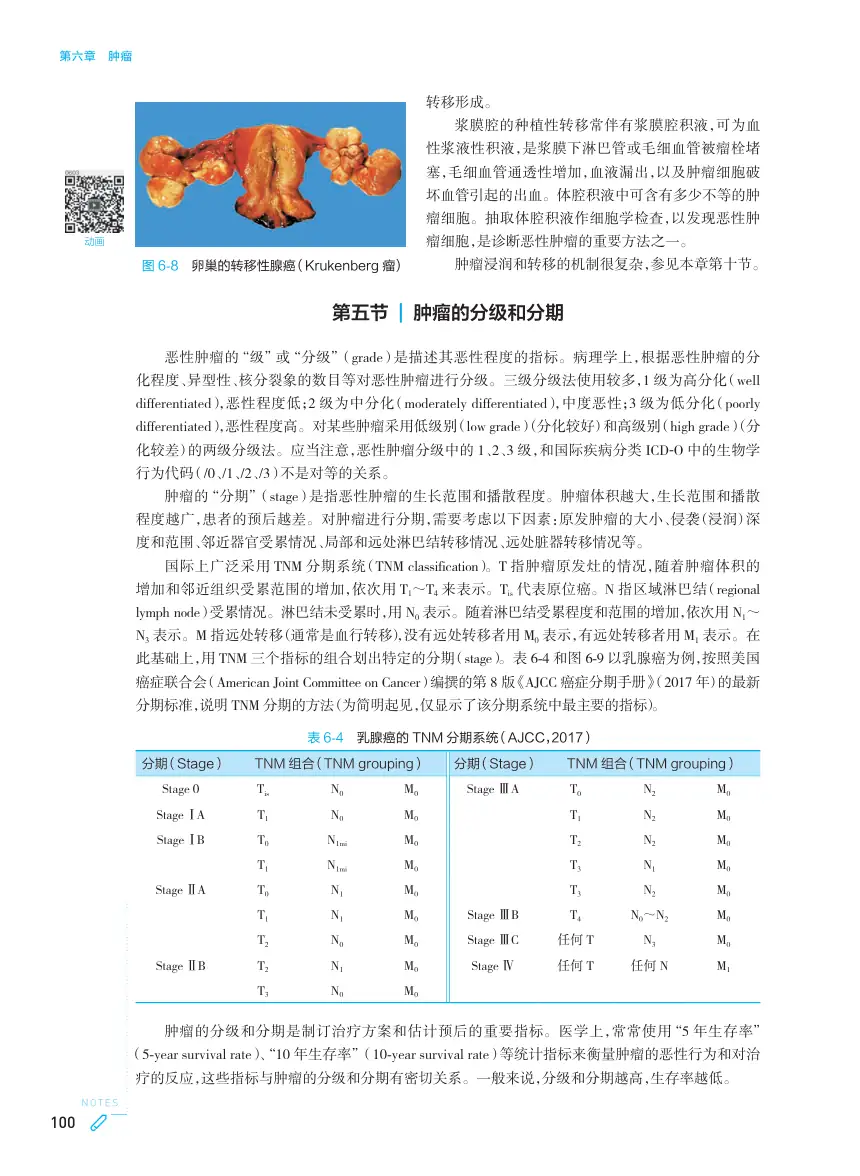 第六章 肿瘤
动画
图 6-8 卵巢的转移性腺癌（Krukenberg 瘤）
转移形成。
浆膜腔的种植性转移常伴有浆膜腔积液，可为血
性浆液性积液，是浆膜下淋巴管或毛细血管被瘤栓堵
塞，毛细血管通透性增加，血液漏出，以及肿瘤细胞破
坏血管引起的出血。体腔积液中可含有多少不等的肿
瘤细胞。抽取体腔积液作细胞学检查，以发现恶性肿
瘤细胞，是诊断恶性肿瘤的重要方法之一。
肿瘤浸润和转移的机制很复杂，参见本章第十节。
第五节 | 肿瘤的分级和分期
恶性肿瘤的“级”或“分级”（grade）是描述其恶性程度的指标。病理学上，根据恶性肿瘤的分
化程度、异型性、核分裂象的数目等对恶性肿瘤进行分级。三级分级法使用较多，1 级为高分化（well
differentiated），恶性程度低；2 级为中分化（moderately differentiated），中度恶性；3 级为低分化（poorly
differentiated），恶性程度高。对某些肿瘤采用低级别（low grade）（分化较好）和高级别（high grade）（分
化较差）的两级分级法。应当注意，恶性肿瘤分级中的 1、2、3 级，和国际疾病分类 ICD-O 中的生物学
行为代码（/0、/1、/2、/3）不是对等的关系。
肿瘤的“分期”（stage）是指恶性肿瘤的生长范围和播散程度。肿瘤体积越大，生长范围和播散
程度越广，患者的预后越差。对肿瘤进行分期，需要考虑以下因素：原发肿瘤的大小、侵袭（浸润）深
度和范围、邻近器官受累情况、局部和远处淋巴结转移情况、远处脏器转移情况等。
国际上广泛采用 TNM 分期系统（TNM classification）。T 指肿瘤原发灶的情况，随着肿瘤体积的
增加和邻近组织受累范围的增加，依次用 T₁～T₄ 来表示。Tis 代表原位癌。N 指区域淋巴结（regional
lymph node）受累情况。淋巴结未受累时，用 N₀ 表示。随着淋巴结受累程度和范围的增加，依次用 N₁～
N₃ 表示。M 指远处转移（通常是血行转移），没有远处转移者用 M₀ 表示，有远处转移者用 M₁ 表示。在
此基础上，用 TNM 三个指标的组合划出特定的分期（stage）。表 6-4 和图 6-9 以乳腺癌为例，按照美国
癌症联合会（American Joint Committee on Cancer）编撰的第 8 版《AJCC 癌症分期手册》（2017 年）的最新
分期标准，说明 TNM 分期的方法（为简明起见，仅显示了该分期系统中最主要的指标）。
表 6-4 乳腺癌的 TNM 分期系统（AJCC，2017）
分期（Stage） TNM 组合（TNM grouping） 分期（Stage） TNM 组合（TNM grouping）
Stage 0 Tis N₀ M₀ Stage ⅢA T₀ N₂ M₀
Stage ⅠA T₁ N₀ M₀ T₁ N₂ M₀
Stage ⅠB T₀ N1mi M₀ T₂ N₂ M₀
T₁ N1mi M₀ T₃ N₁ M₀
Stage ⅡA T₀ N₁ M₀ T₃ N₂ M₀
T₁ N₁ M₀ Stage ⅢB T₄ N₀～N₂ M₀
T₂ N₀ M₀ Stage ⅢC 任何 T N₃ M₀
Stage ⅡB T₂ N₁ M₀ Stage Ⅳ 任何 T 任何 N M₁
T₃ N₀ M₀
肿瘤的分级和分期是制订治疗方案和估计预后的重要指标。医学上，常常使用“5 年生存率”
（5-year survival rate）、“10 年生存率”（10-year survival rate）等统计指标来衡量肿瘤的恶性行为和对治
疗的反应，这些指标与肿瘤的分级和分期有密切关系。一般来说，分级和分期越高，生存率越低。
NOTES
100